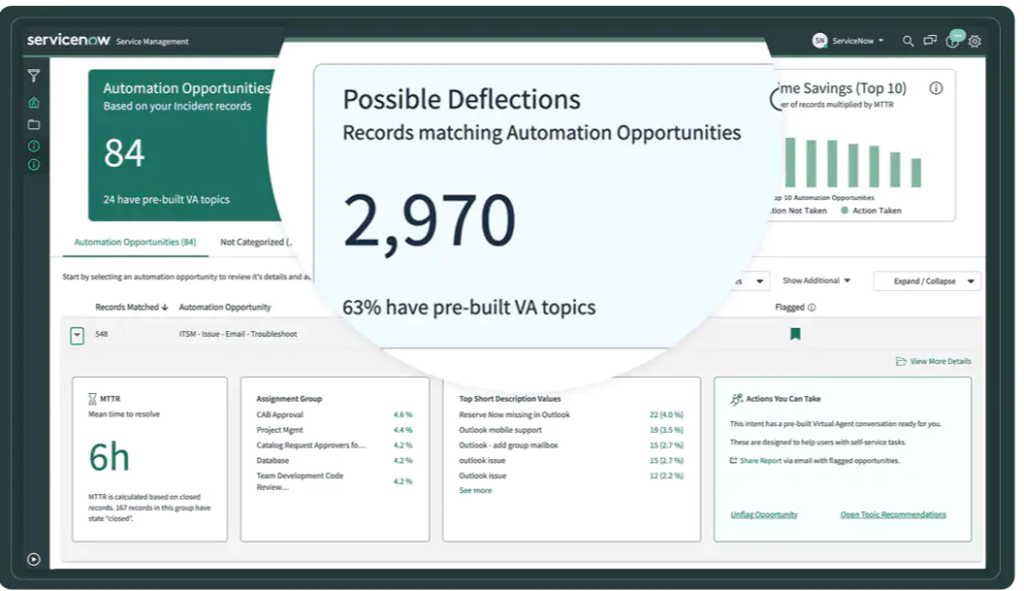 servicenow Service Management
SN ServiceNow
Automation Opportunities
Based on your Incident records
84
24 have pre-built VA topics
Possible Deflections
Records matching Automation Opportunities
2,970
63% have pre-built VA topics
me Savings (Top 10)
er of records multiplied by MTTR
op 10 Automation Opportunities
tion Not Taken Action Taken
Automation Opportunities (84) Not Categorized (
Start by selecting an automation opportunity to review it's details and
Show Additional Expand / Collapse
Records Matched Automation Opportunity Flagged
548 ITSM - Issue - Email - Troubleshoot
View More Details
MTTR
Mean time to resolve
6h
MTTR is calculated based on closed
records. 167 records in this group have
state "closed".
Assignment Group
CAB Approval 4.6 %
Project Mgmt 4.4 %
Catalog Request Approvers fo... 4.2 %
Database 4.2 %
Team Development Code
Review... 4.2 %
Top Short Description Values
Reserve Now missing in Outlook 22 (4.0 %)
Outlook mobile support 19 (3.5 %)
Outlook - add group mailbox 15 (2.7 %)
outlook issue 15 (2.7 %)
Outlook issue 12 (2.2 %)
See more
Actions You Can Take
This intent has a pre-built Virtual Agent conversation ready for you.
These are designed to help users with self-service tasks.
Share Report via email with flagged opportunities.
Unflag Opportunity Open Topic Recommendations